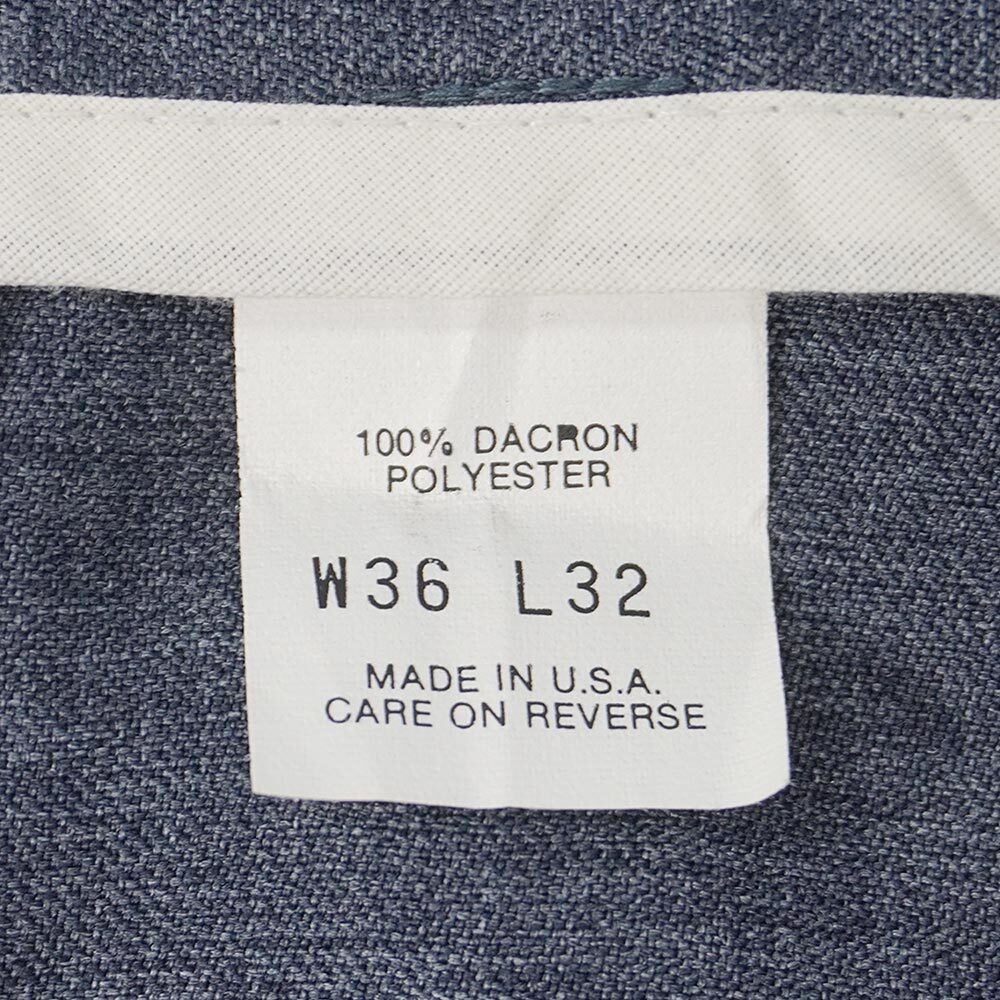 100% DACRON
POLYESTER
W36 L32
MADE IN U.S.A.
CARE ON REVERSE